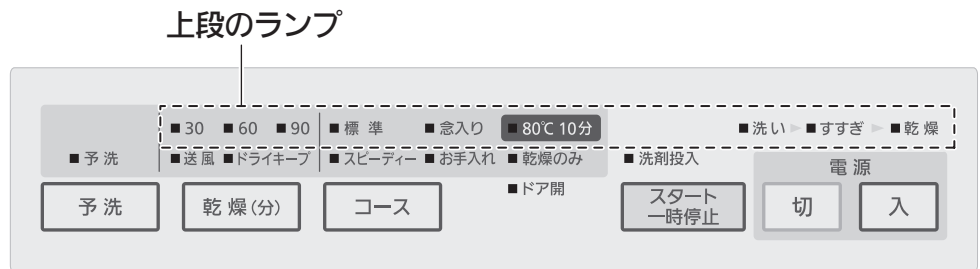 上段のランプ
■30 ■60 ■90 ■標準 ■念入り ■80℃10分 ■洗い ▶ ■すすぎ ▶ ■乾燥
■予洗 ■送風 ■ドライキープ ■スピーディー ■お手入れ ■乾燥のみ ■洗剤投入 電源
■ドア開
予洗 乾燥(分) コース スタート 切 入
一時停止